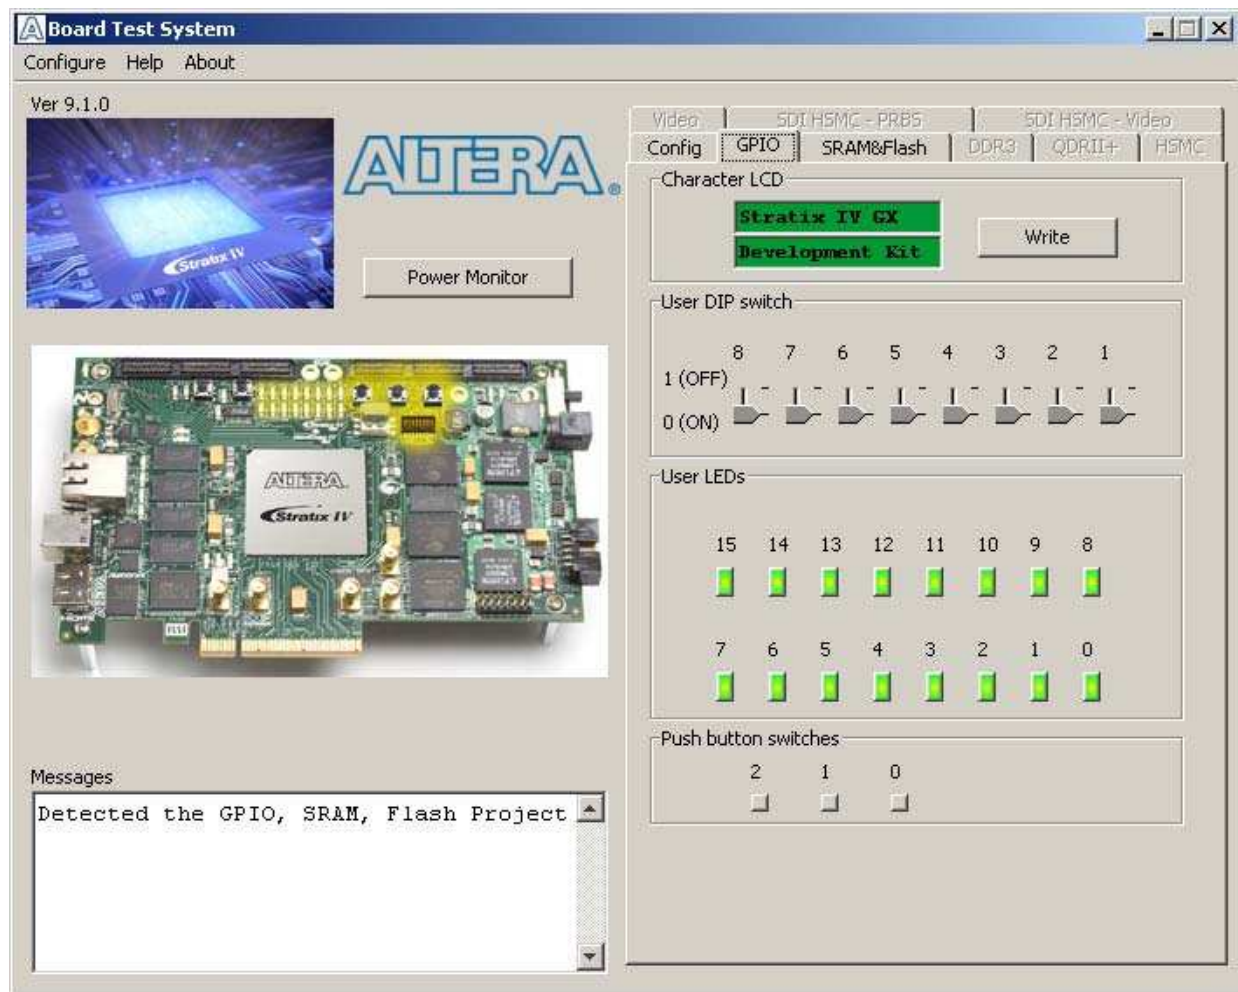 Board Test System
Configure Help About
Ver 9.1.0
Stratix IV
ALTERA®
Power Monitor
ALTERA
Stratix IV
Messages
Detected the GPIO, SRAM, Flash Project
Video SDI HSMC - PRBS SDI HSMC - Video
Config GPIO SRAM&Flash DDR3 QDRII+ HSMC
Character LCD
Stratix IV GX
Development Kit
Write
User DIP switch
8 7 6 5 4 3 2 1
1 (OFF)
0 (ON)
User LEDs
15 14 13 12 11 10 9 8
7 6 5 4 3 2 1 0
Push button switches
2 1 0